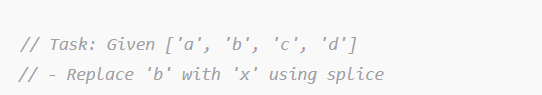 // Task: Given ['a', 'b', 'c', 'd']
// - Replace 'b' with 'x' using splice